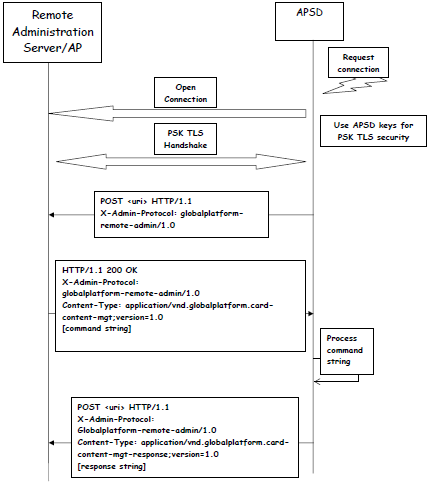 Remote
Administration
Server/AP
APSD
Request
connection
Open
Connection
Use APSD keys for
PSK TLS security
PSK TLS
Handshake
POST <uri> HTTP/1.1
X-Admin-Protocol: globalplatform-
remote-admin/1.0
HTTP/1.1 200 OK
X-Admin-Protocol:
globalplatform-remote-admin/1.0
Content-Type: application/vnd.globalplatform.card-
content-mgt;version=1.0
[command string]
Process
command
string
POST <uri> HTTP/1.1
X-Admin-Protocol:
Globalplatform-remote-admin/1.0
Content-Type: application/vnd.globalplatform.card-
content-mgt-response;version=1.0
[response string]